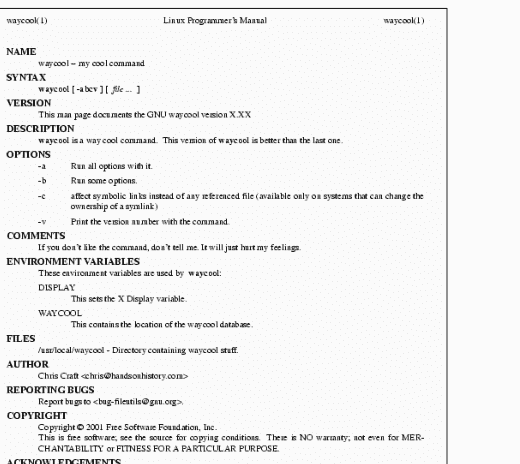 waycool(1) Linux Programmer's Manual waycool(1)
NAME
waycool – my cool command
SYNTAX
waycool [ -abcv ] [ file ... ]
VERSION
This man page documents the GNU waycool version X.XX
DESCRIPTION
waycool is a way cool command. This version of waycool is better than the last one.
OPTIONS
-a Run all options with it.
-b Run some options.
-c affect symbolic links instead of any referenced file (available only on systems that can change the
ownership of a symlink)
-v Print the version number with the command.
COMMENTS
If you don't like the command, don't tell me. It will just hurt my feelings.
ENVIRONMENT VARIABLES
These environment variables are used by waycool:
DISPLAY
This sets the X Display variable.
WAYCOOL
This contains the location of the waycool database.
FILES
/usr/local/waycool - Directory containing waycool stuff.
AUTHOR
Chris Craft <chris@handsonhistory.com>
REPORTING BUGS
Report bugs to <bug-fileutils@gnu.org>.
COPYRIGHT
Copyright © 2001 Free Software Foundation, Inc.
This is free software; see the source for copying conditions. There is NO warranty; not even for MER-
CHANTABILITY or FITNESS FOR A PARTICULAR PURPOSE.
ACKNOWLEDGEMENTS